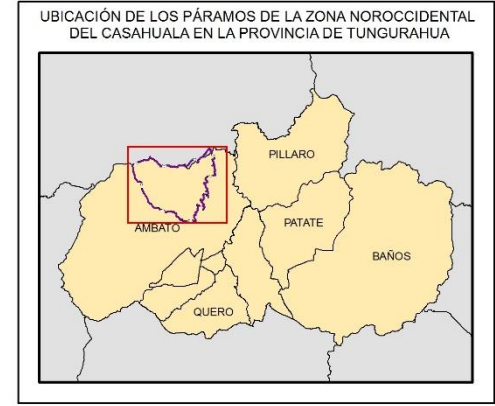 UBICACIÓN DE LOS PÁRAMOS DE LA ZONA NOROCCIDENTAL
DEL CASAHUALA EN LA PROVINCIA DE TUNGURAHUA
PILLARO
AMBATO
PATATE
BAÑOS
QUERO